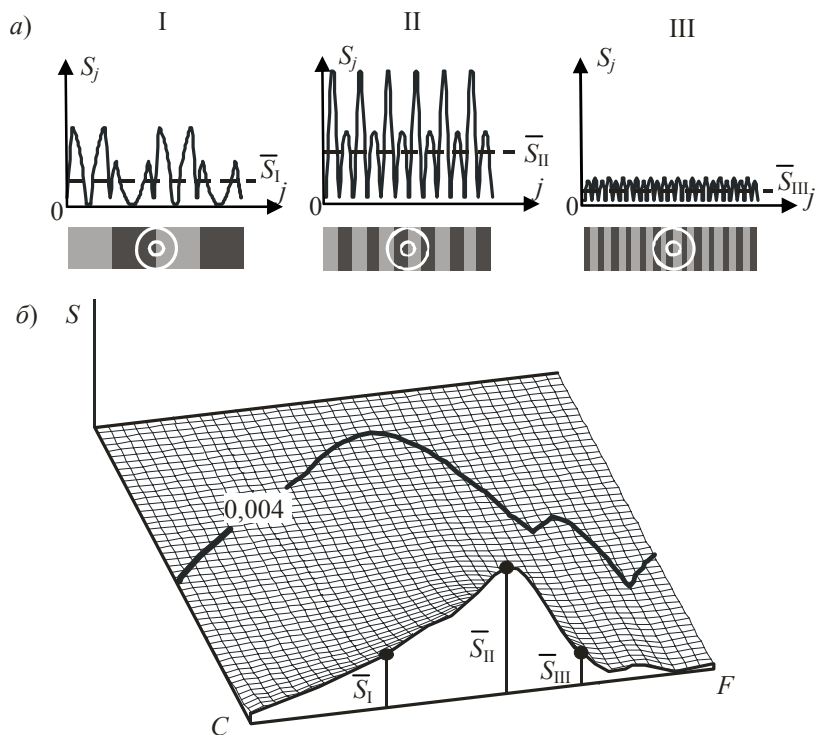 а) I II III
S_j S_j S_j
S̅_I S̅_II S̅_III
0 j 0 j 0 j
б) S
0,004
S̅_I S̅_II S̅_III
C F